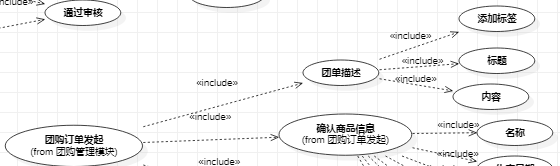 «include»
通过审核
添加标签
«include»
标题
«include»
团单描述
«include»
«include»
内容
«include»
«include»
名称
确认商品信息
(from 团购订单发起)
团购订单发起
(from 团购管理模块)
«include»
«include»